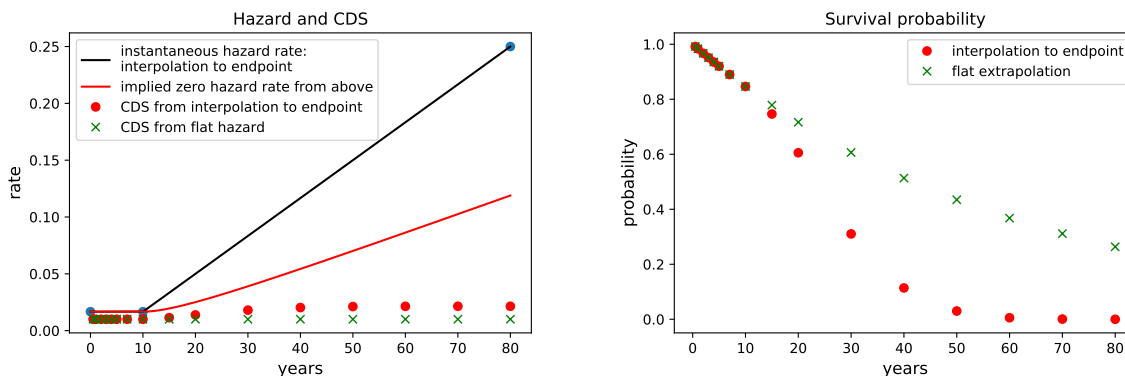 Hazard and CDS
0.25
0.20
0.15
0.10
0.05
0.00
rate
instantaneous hazard rate:
interpolation to endpoint
implied zero hazard rate from above
CDS from interpolation to endpoint
CDS from flat hazard
0 10 20 30 40 50 60 70 80
years
Survival probability
1.0
0.8
0.6
0.4
0.2
0.0
probability
interpolation to endpoint
flat extrapolation
0 10 20 30 40 50 60 70 80
years